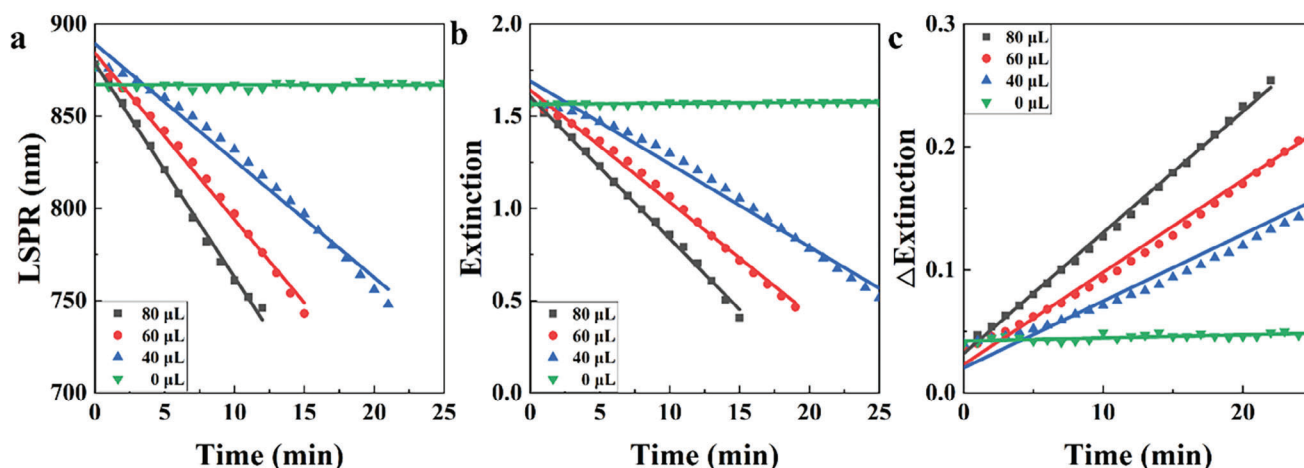 a
900
850
800
750
700
LSPR (nm)
80 µL
60 µL
40 µL
0 µL
0 5 10 15 20 25
Time (min)
b
2.0
1.5
1.0
0.5
0.0
Extinction
80 µL
60 µL
40 µL
0 µL
0 5 10 15 20 25
Time (min)
c
0.3
0.2
0.1
0.0
△Extinction
80 µL
60 µL
40 µL
0 µL
0 10 20
Time (min)